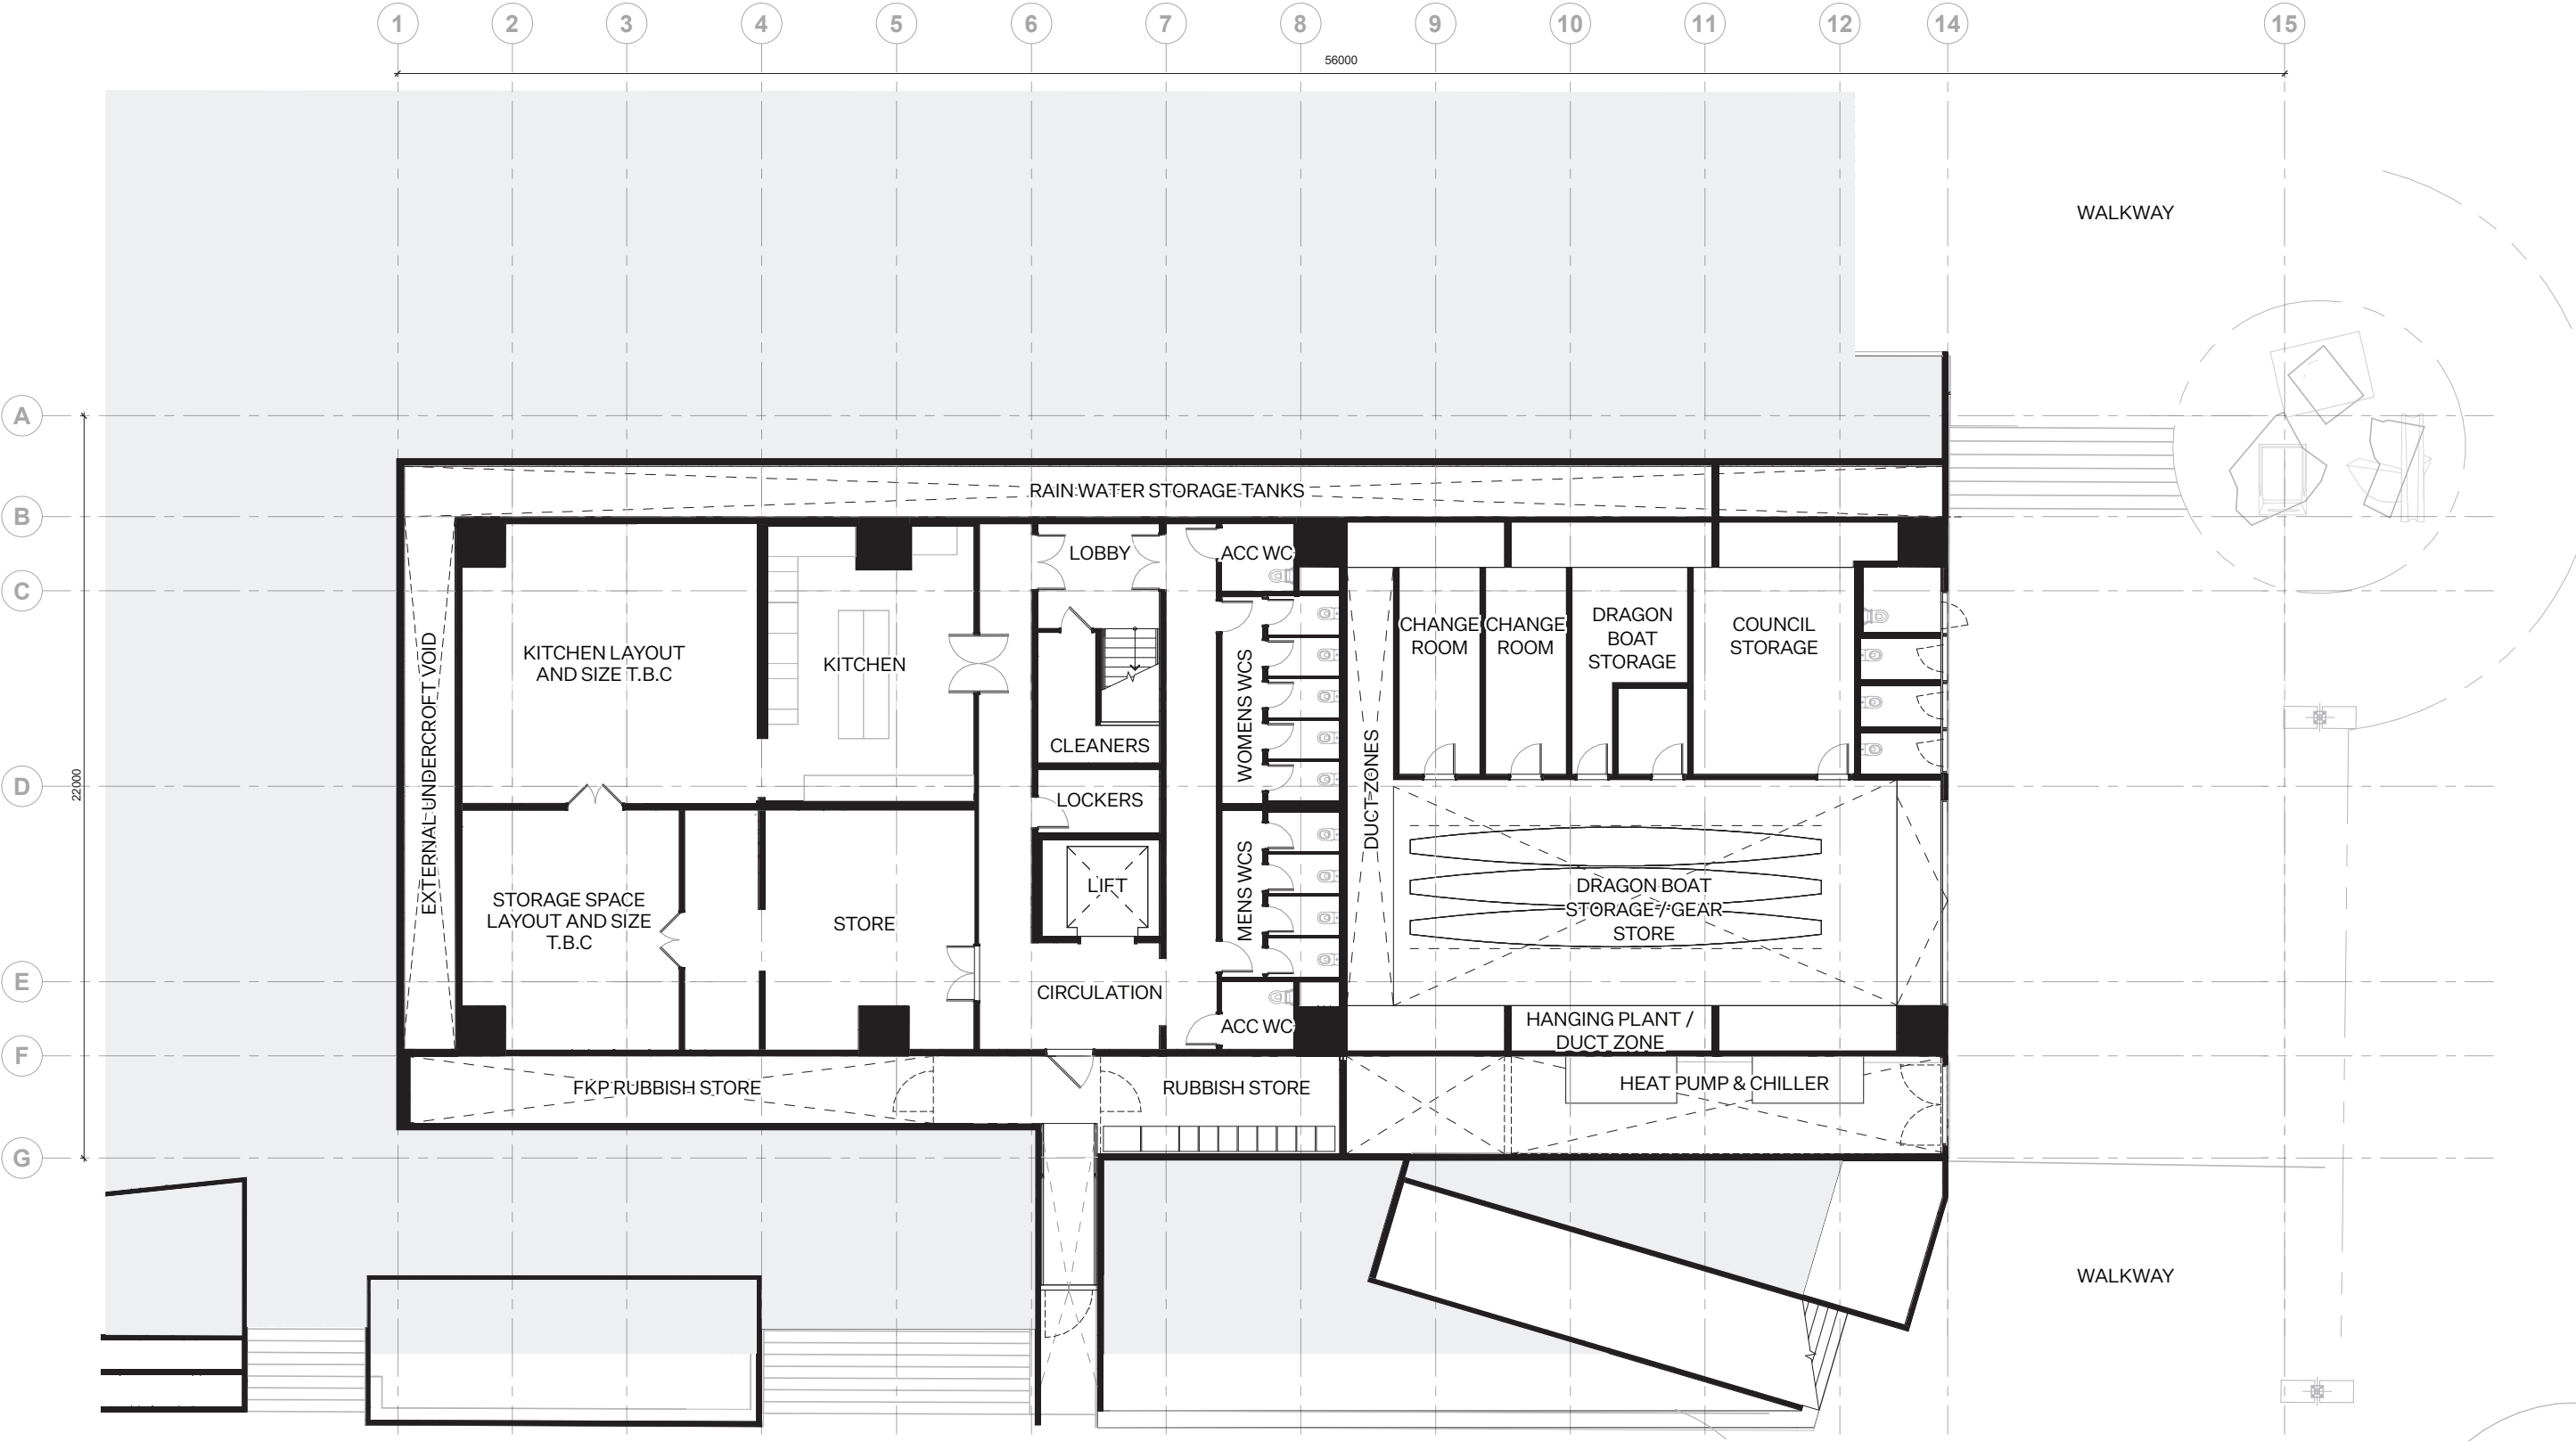 1 2 3 4 5 6 7 8 9 10 11 12 14 15
56000
WALKWAY
A
RAIN WATER STORAGE TANKS
B
LOBBY
ACC WC
C
KITCHEN LAYOUT
AND SIZE T.B.C
KITCHEN
CHANGE
ROOM
CHANGE
ROOM
DRAGON
BOAT
STORAGE
COUNCIL
STORAGE
EXTERNAL UNDERCROFT VOID
WOMENS WCS
CLEANERS
DUCT ZONES
D
22000
LOCKERS
MENS WCS
LIFT
STORAGE SPACE
LAYOUT AND SIZE
T.B.C
STORE
DRAGON BOAT
STORAGE / GEAR
STORE
E
CIRCULATION
ACC WC
HANGING PLANT /
DUCT ZONE
F
FKP RUBBISH STORE
RUBBISH STORE
HEAT PUMP & CHILLER
G
WALKWAY